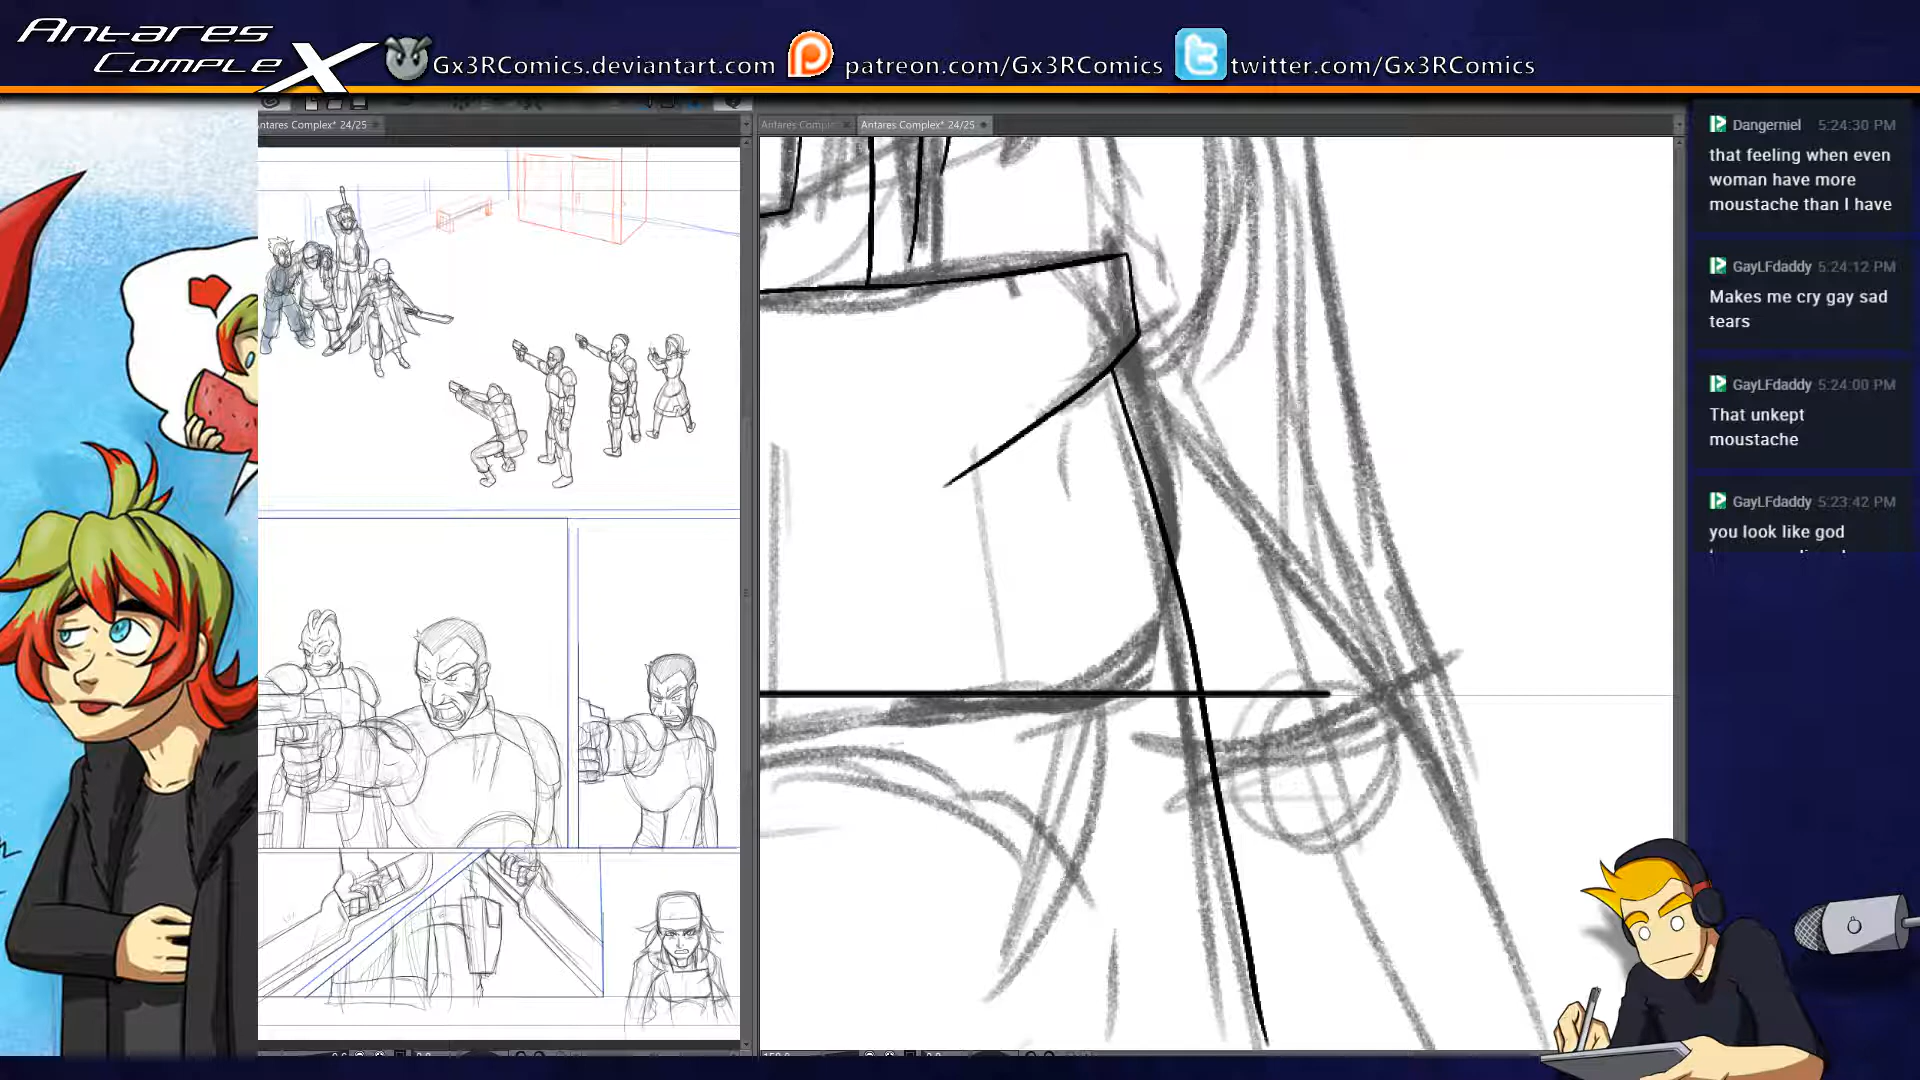 Antares
CompleX
Gx3RComics.deviantart.com
patreon.com/Gx3RComics
twitter.com/Gx3RComics
ntares Complex* 24/25
Antares Comple
Antares Complex* 24/25
Dangerniel 5:24:30 PM
that feeling when even
woman have more
moustache than I have
GayLFdaddy 5:24:12 PM
Makes me cry gay sad
tears
GayLFdaddy 5:24:00 PM
That unkept
moustache
GayLFdaddy 5:23:42 PM
you look like god